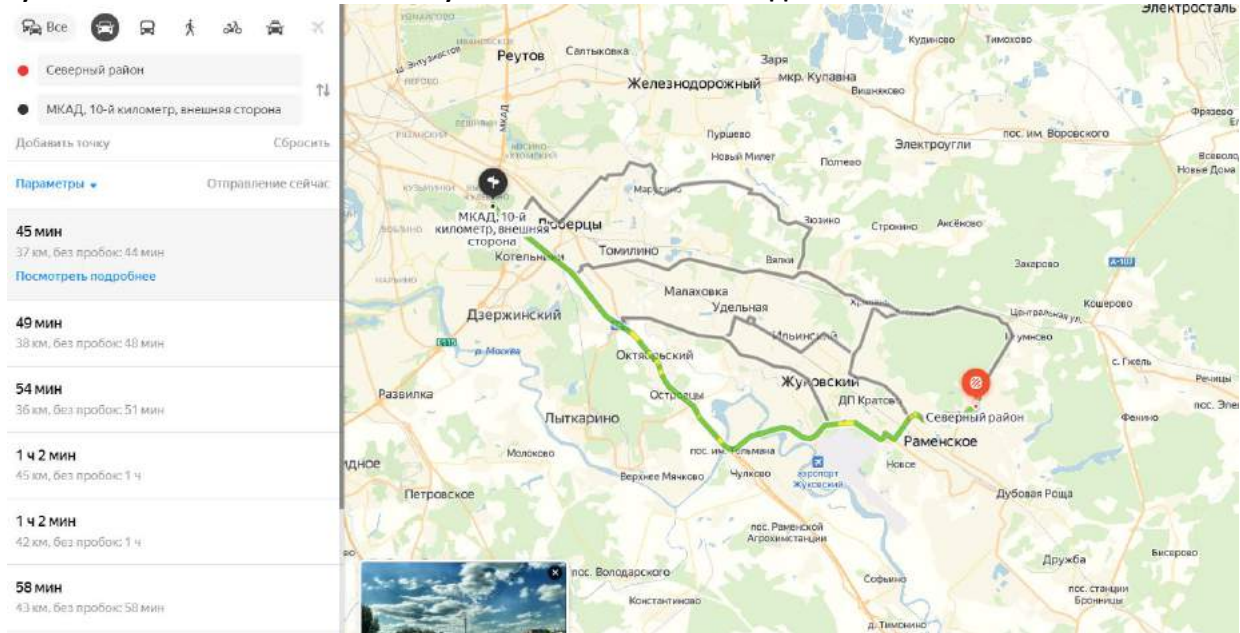 Все
Северный район
МКАД, 10-й километр, внешняя сторона
Добавить точку
Сбросить
Параметры
Отправление сейчас
45 мин
37 км, без пробок: 44 мин
Посмотреть подробнее
49 мин
38 км, без пробок: 48 мин
54 мин
36 км, без пробок: 51 мин
1 ч 2 мин
45 км, без пробок: 1 ч
1 ч 2 мин
42 км, без пробок: 1 ч
58 мин
43 км, без пробок: 58 мин
Электросталь
Кудиново
Тимохово
Реутов
Салтыковка
Заря
Железнодорожный
мкр. Купавна
Вишняково
Фрязево
МКАД
Пуршево
пос. им. Воровского
Электроугли
Новый Милет
Полтево
Новые Дома
Марусино
МКАД, 10-й
километр, внешняя
сторона
Люберцы
Зюзино
Строкино
Аксёново
Котельники
Томилино
Вялки
Захарово
А-107
Малаховка
Удельная
Кошерово
Центральная ул.
Дзержинский
Ильинский
р. Москва
Октябрьский
с. Гжель
Жуковский
Речицы
Развилка
Островцы
ДП Кратово
Северный район
Фенино
Лыткарино
Раменское
Молоково
пос. им. Тельмана
Верхнее Мячково
Чулково
аэропорт
Жуковский
Новое
Петровское
Дубовая Роща
пос. Раменской
Агрохимстанции
Дружба
Бисерово
пос. Володарского
Софьино
пос. станции
Бронницы
Константиново
д. Тимонино